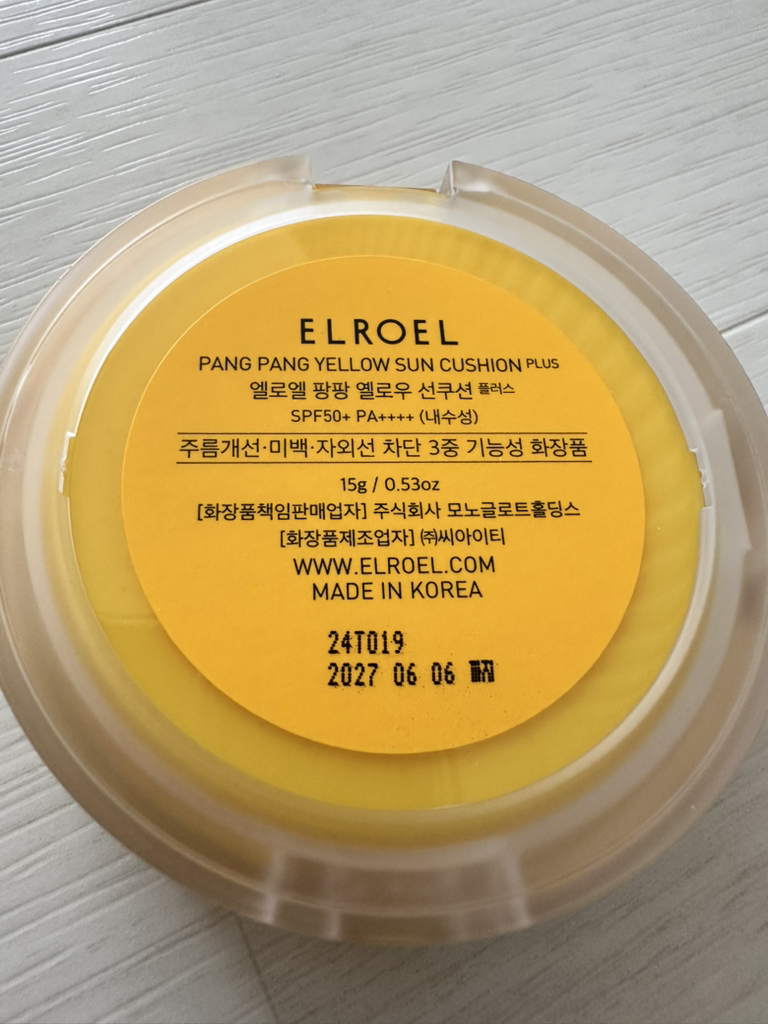 ELROEL
PANG PANG YELLOW SUN CUSHION PLUS
엘로엘 팡팡 옐로우 선쿠션 플러스
SPF50+ PA++++ (내수성)
주름개선·미백·자외선 차단 3중 기능성 화장품
15g / 0.53oz
[화장품책임판매업자] 주식회사 모노글로트홀딩스
[화장품제조업자] ㈜씨아이티
WWW.ELROEL.COM
MADE IN KOREA
24T019
2027 06 06